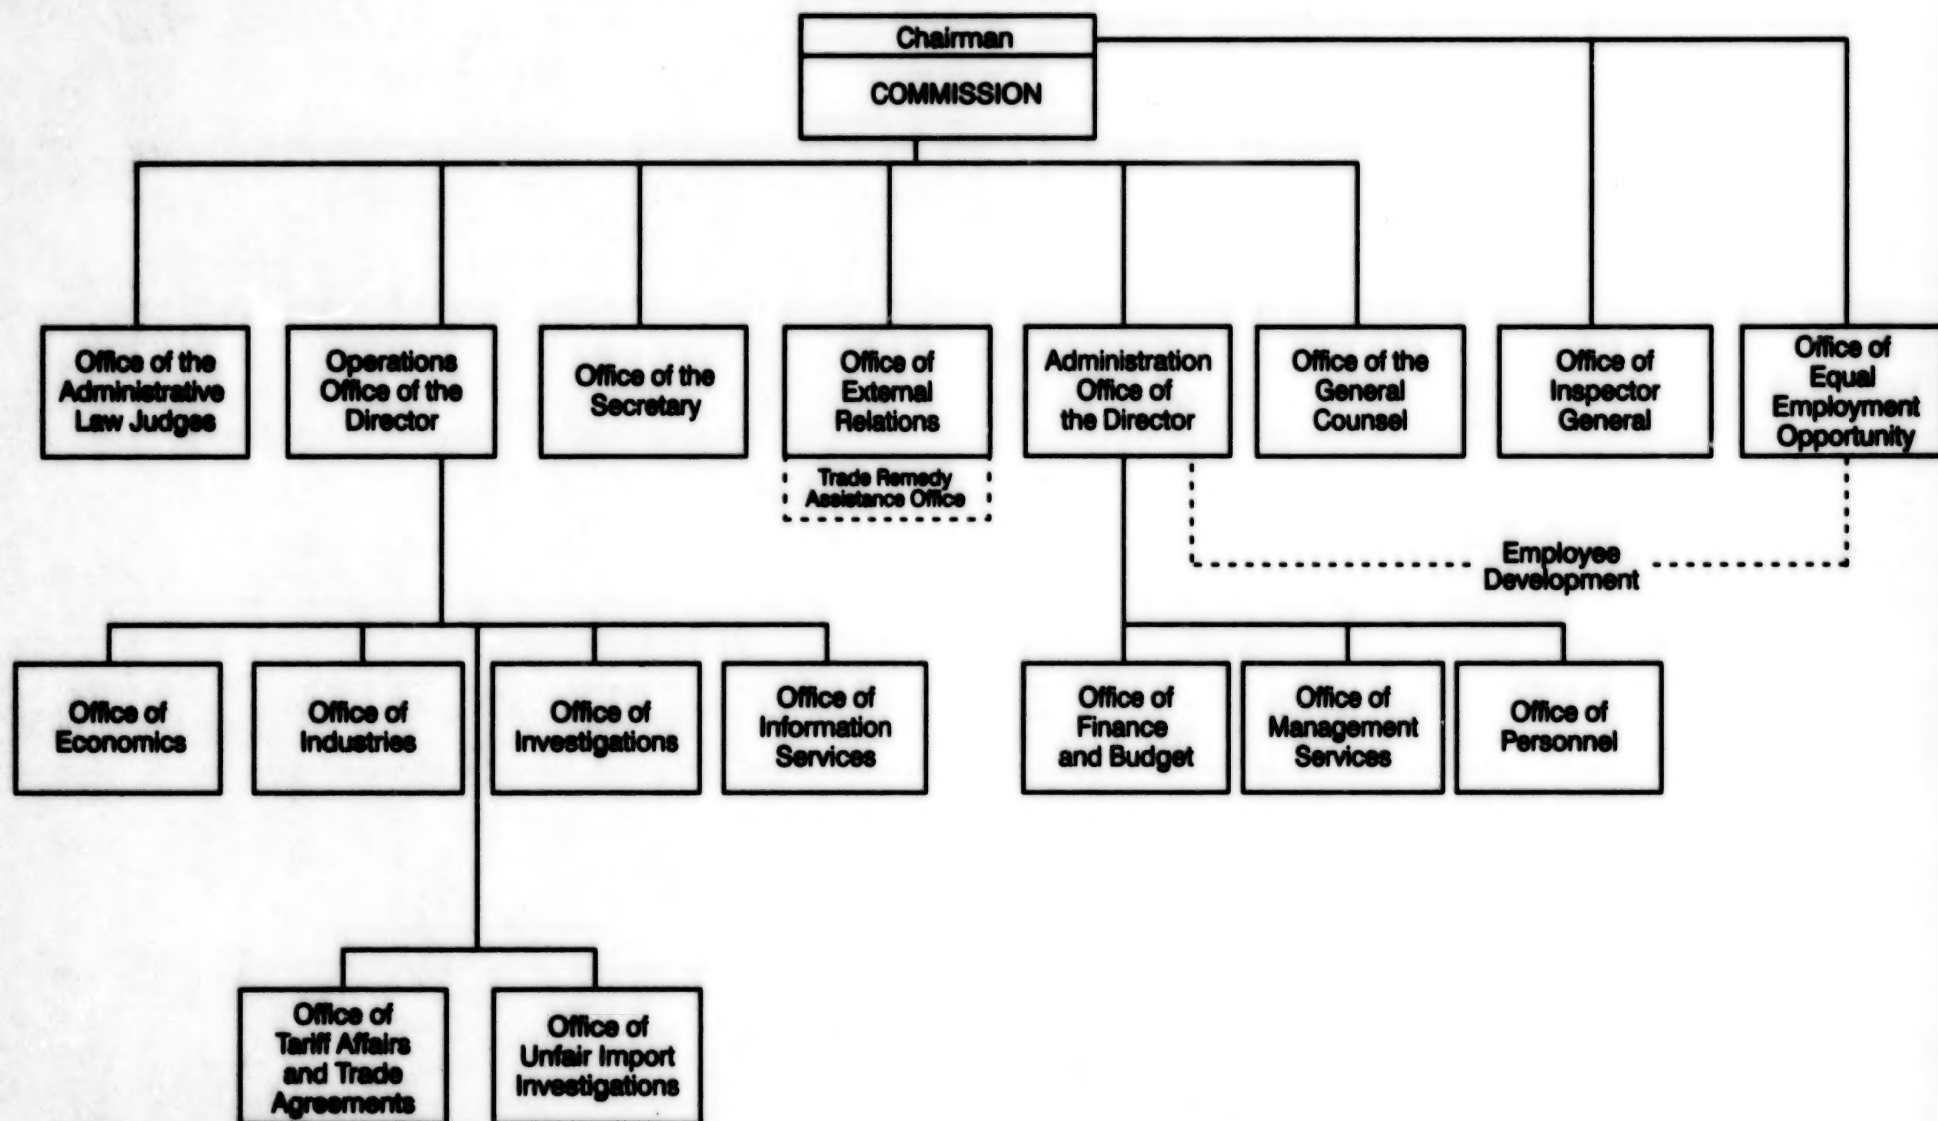 Chairman
COMMISSION
Office of the
Administrative
Law Judges
Operations
Office of the
Director
Office of the
Secretary
Office of
External
Relations
Trade Remedy
Assistance Office
Administration
Office of
the Director
Office of the
General
Counsel
Office of
Inspector
General
Office of
Equal
Employment
Opportunity
Employee
Development
Office of
Economics
Office of
Industries
Office of
Investigations
Office of
Information
Services
Office of
Finance
and Budget
Office of
Management
Services
Office of
Personnel
Office of
Tariff Affairs
and Trade
Agreements
Office of
Unfair Import
Investigations